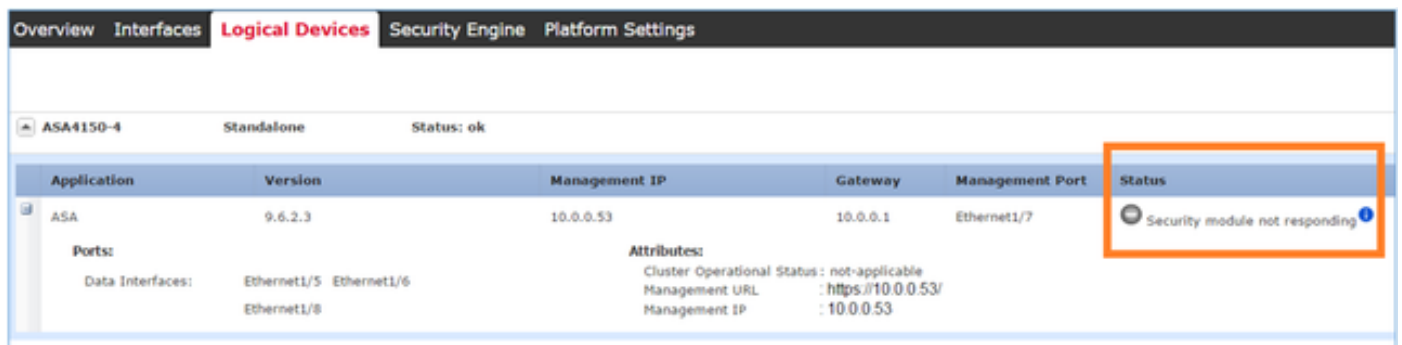 Overview Interfaces Logical Devices Security Engine Platform Settings
ASA4150-4 Standalone Status: ok
Application Version Management IP Gateway Management Port Status
ASA 9.6.2.3 10.0.0.53 10.0.0.1 Ethernet1/7 Security module not responding
Ports: Attributes:
Cluster Operational Status : not-applicable
Data Interfaces: Ethernet1/5 Ethernet1/6
Management URL : https://10.0.0.53/
Ethernet1/8 Management IP : 10.0.0.53